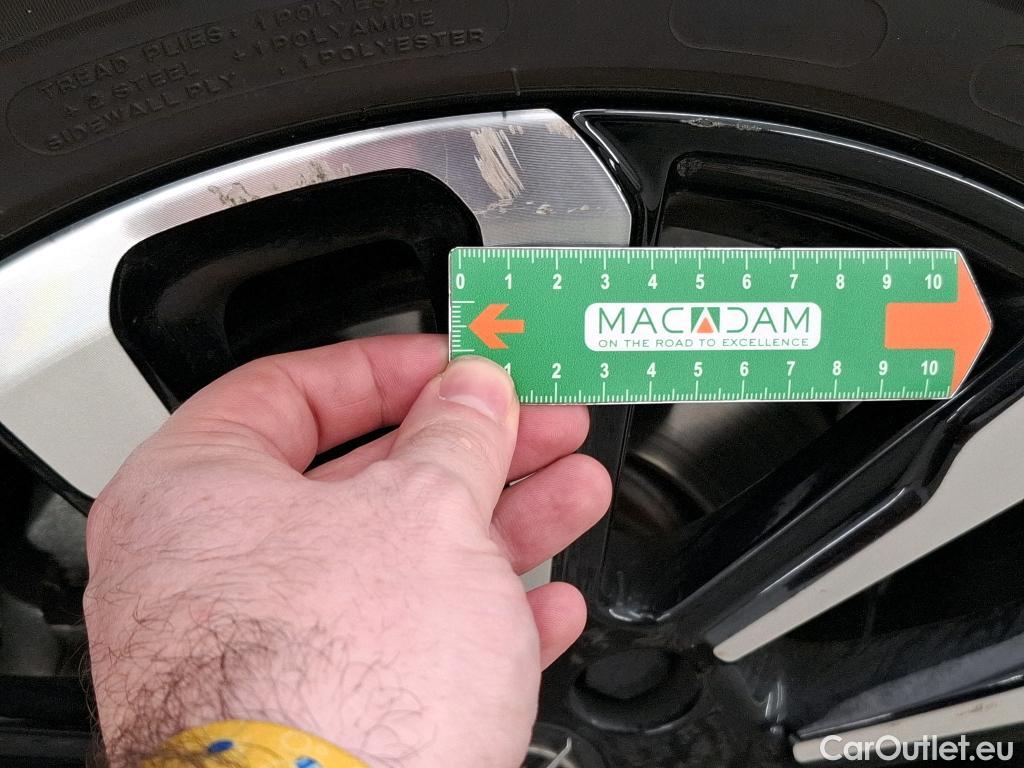 TREAD PLIES: 1 POLYESTER
+ 2 STEEL + 1 POLYAMIDE
SIDEWALL PLY : 1 POLYESTER
0 1 2 3 4 5 6 7 8 9 10
MACADAM
ON THE ROAD TO EXCELLENCE
1 2 3 4 5 6 7 8 9 10
CarOutlet.eu